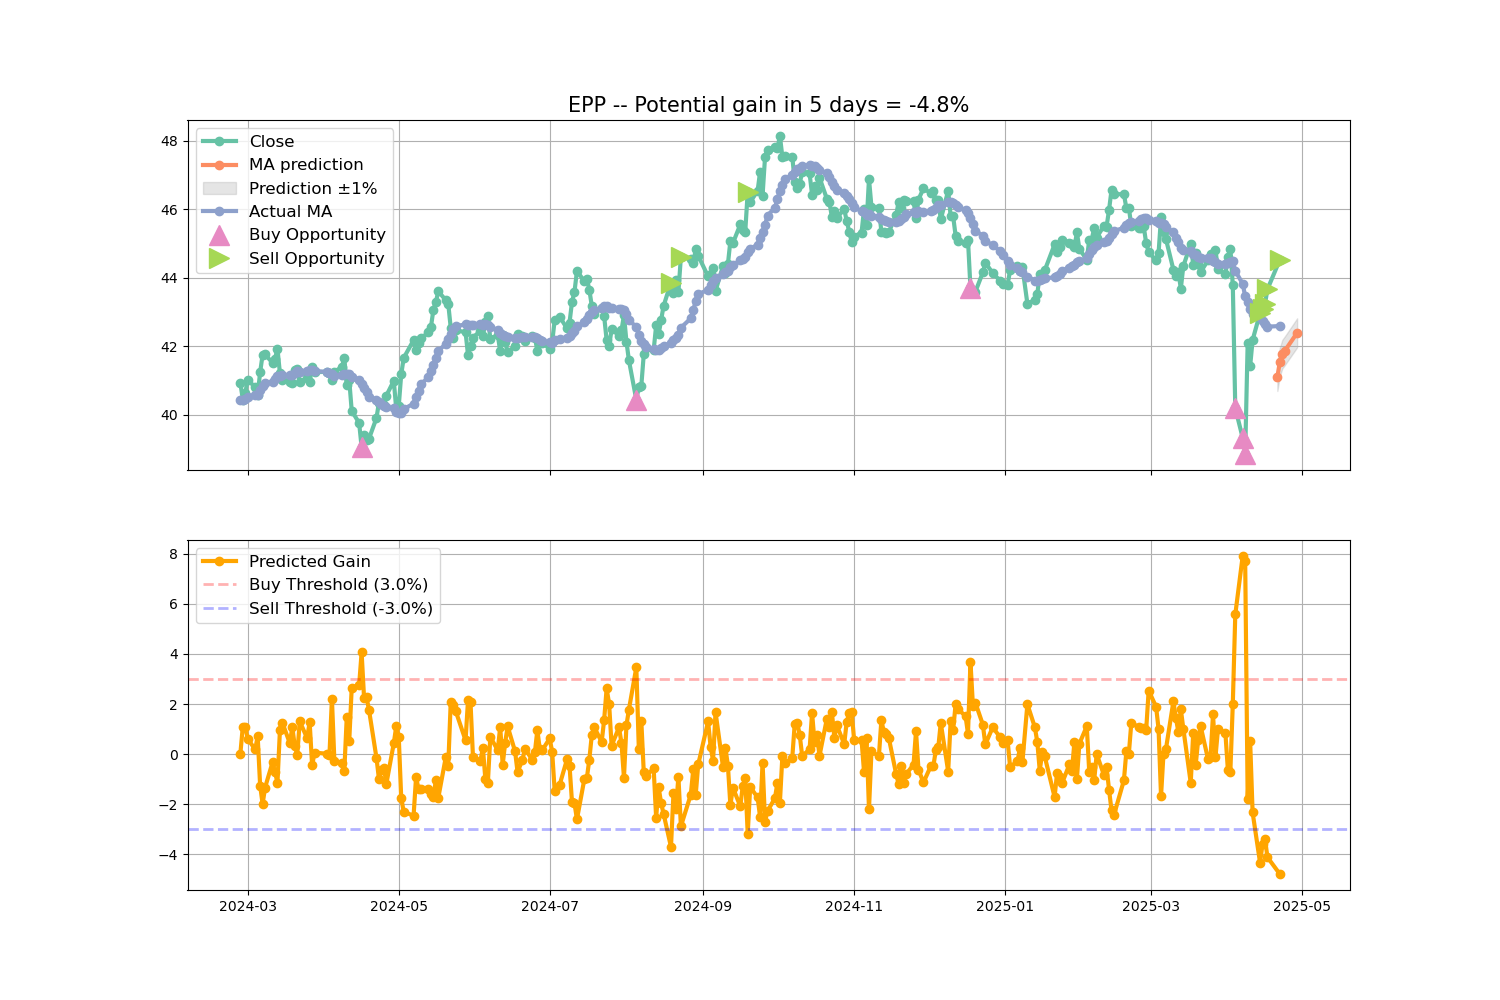 EPP -- Potential gain in 5 days = -4.8%
48
46
44
42
40
Close
MA prediction
Prediction ±1%
Actual MA
Buy Opportunity
Sell Opportunity
8
6
4
2
0
−2
−4
Predicted Gain
Buy Threshold (3.0%)
Sell Threshold (-3.0%)
2024-03
2024-05
2024-07
2024-09
2024-11
2025-01
2025-03
2025-05